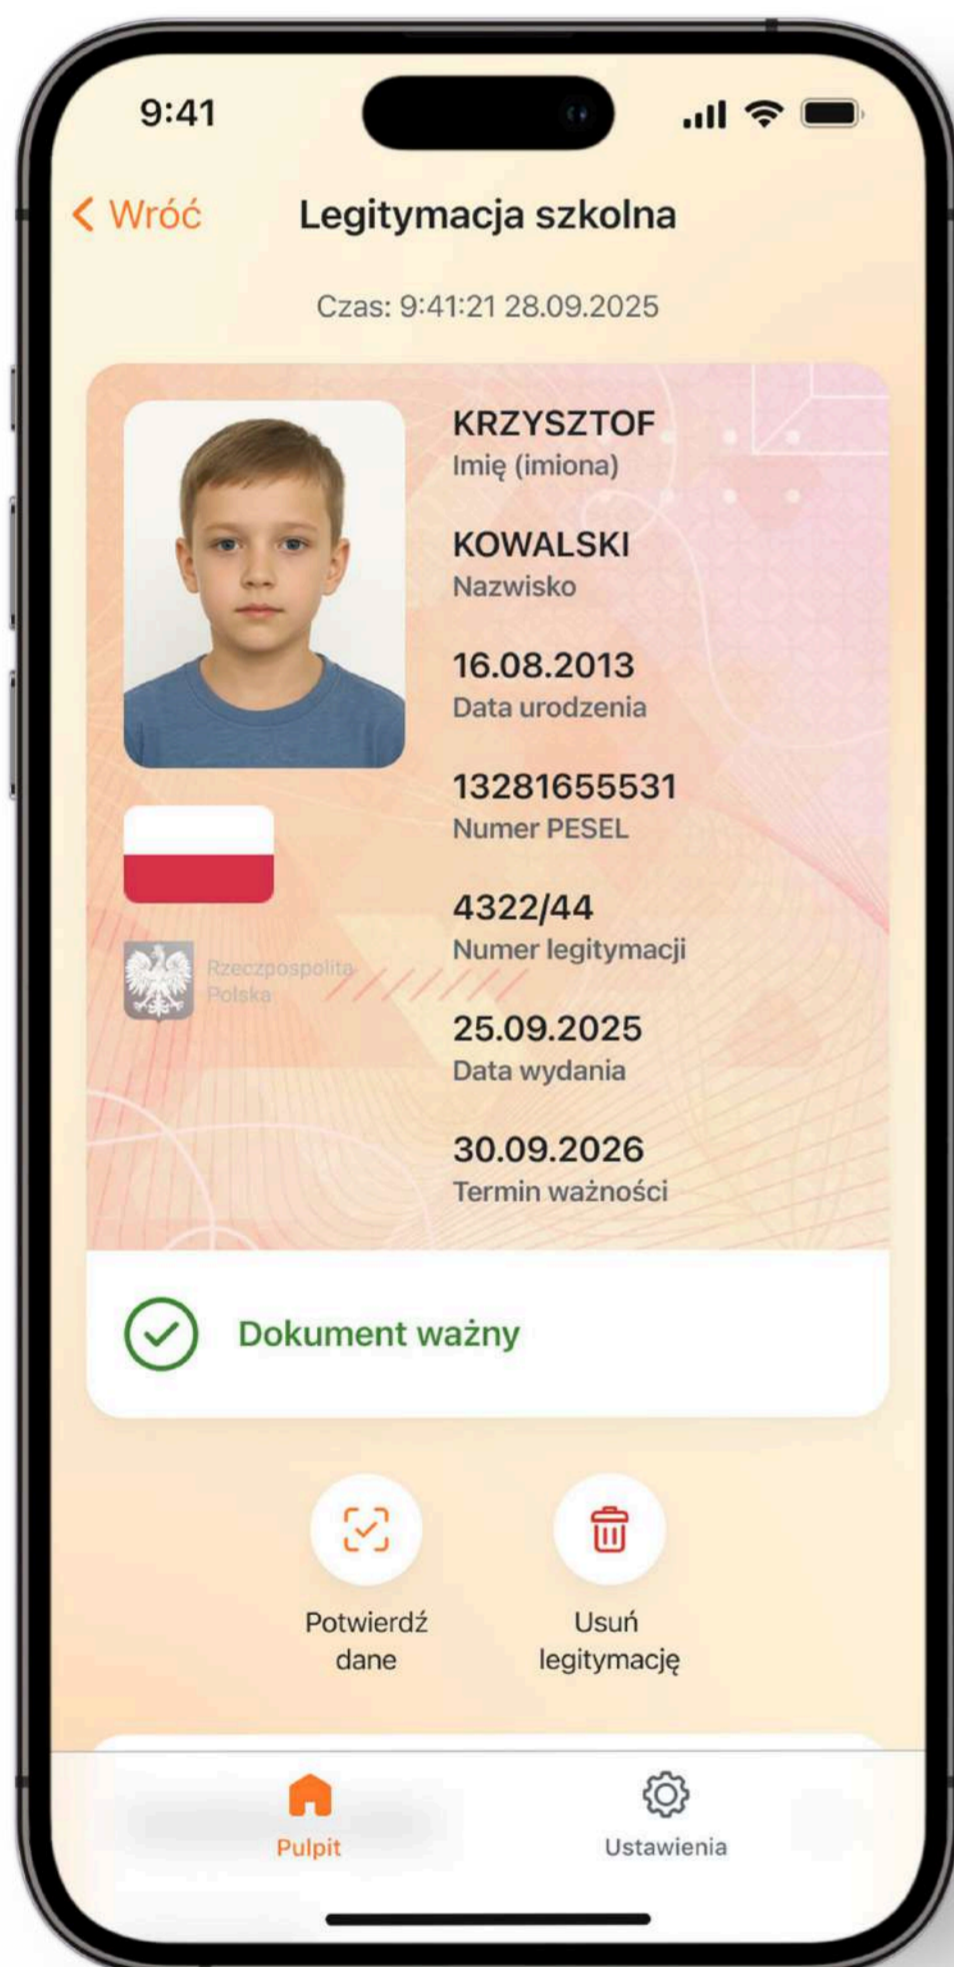 9:41
Wróć
Legitymacja szkolna
Czas: 9:41:21 28.09.2025
KRZYSZTOF
Imię (imiona)
KOWALSKI
Nazwisko
16.08.2013
Data urodzenia
13281655531
Numer PESEL
4322/44
Numer legitymacji
Rzeczpospolita
Polska
25.09.2025
Data wydania
30.09.2026
Termin ważności
Dokument ważny
Potwierdź
dane
Usuń
legitymację
Pulpit
Ustawienia